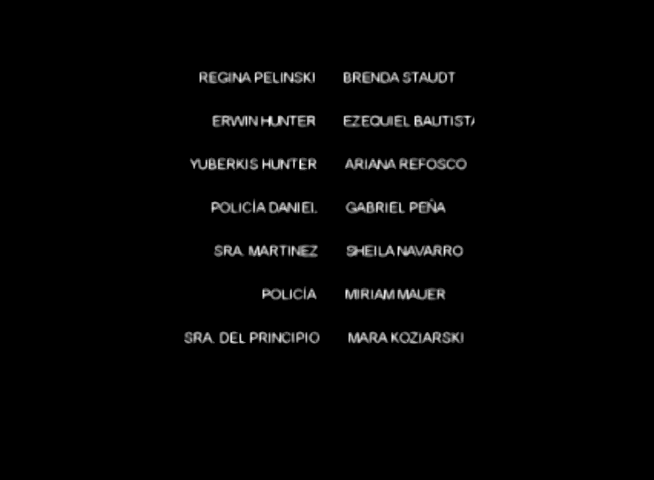 REGINA PELINSKI BRENDA STAUDT
ERWIN HUNTER EZEQUIEL BAUTISTA
YUBERKIS HUNTER ARIANA REFOSCO
POLICÍA DANIEL GABRIEL PEÑA
SRA. MARTINEZ SHEILA NAVARRO
POLICÍA MIRIAM MAUER
SRA. DEL PRINCIPIO MARA KOZIARSKI